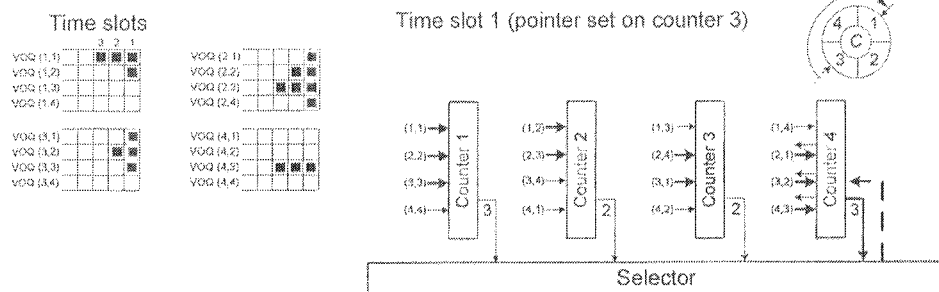 Time slots
3 2 1
VOQ (1,1)
VOQ (1,2)
VOQ (1,3)
VOQ (1,4)
VOQ (2,1)
VOQ (2,2)
VOQ (2,3)
VOQ (2,4)
VOQ (3,1)
VOQ (3,2)
VOQ (3,3)
VOQ (3,4)
VOQ (4,1)
VOQ (4,2)
VOQ (4,3)
VOQ (4,4)
Time slot 1 (pointer set on counter 3)
4 1
C
3 2
(1,1)
(2,2)
(3,3)
(4,4)
Counter 1
3
(1,2)
(2,3)
(3,4)
(4,1)
Counter 2
2
(1,3)
(2,4)
(3,1)
(4,2)
Counter 3
2
(1,4)
(2,1)
(3,2)
(4,3)
Counter 4
3
Selector